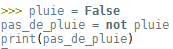 >>> pluie = False
pas_de_pluie = not pluie
print(pas_de_pluie)